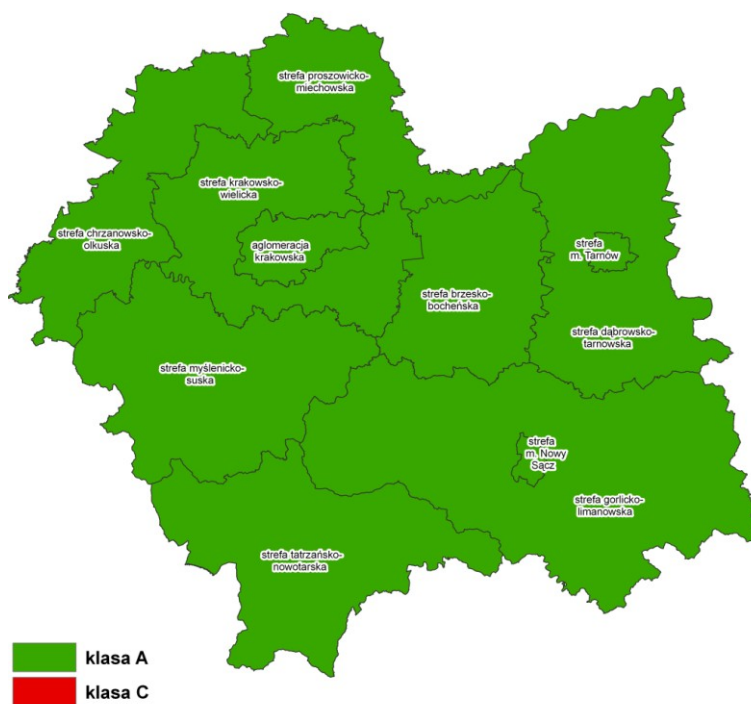 strefa proszowicko-
miechowska
strefa krakowsko-
wielicka
strefa chrzanowsko-
olkuska
aglomeracja
krakowska
strefa
m. Tarnów
strefa brzesko-
bocheńska
strefa dąbrowsko-
tarnowska
strefa myślenicko-
suska
strefa
m. Nowy
Sącz
strefa gorlicko-
limanowska
strefa tatrzańsko-
nowotarska
klasa A
klasa C